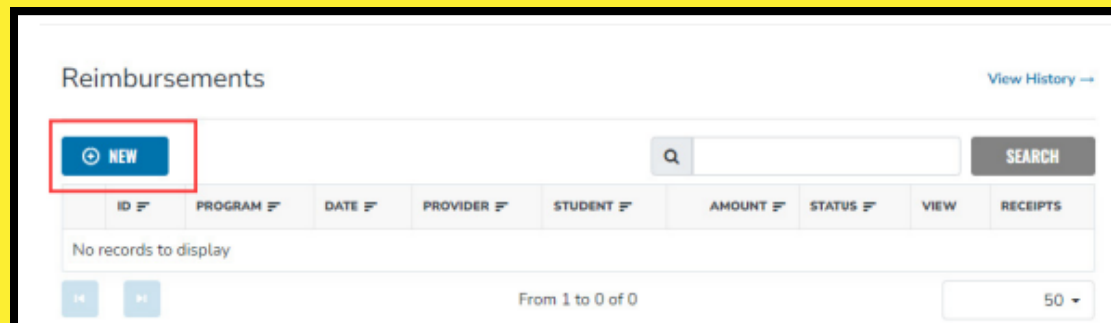 Reimbursements
View History →
NEW
SEARCH
ID PROGRAM DATE PROVIDER STUDENT AMOUNT STATUS VIEW RECEIPTS
No records to display
From 1 to 0 of 0
50